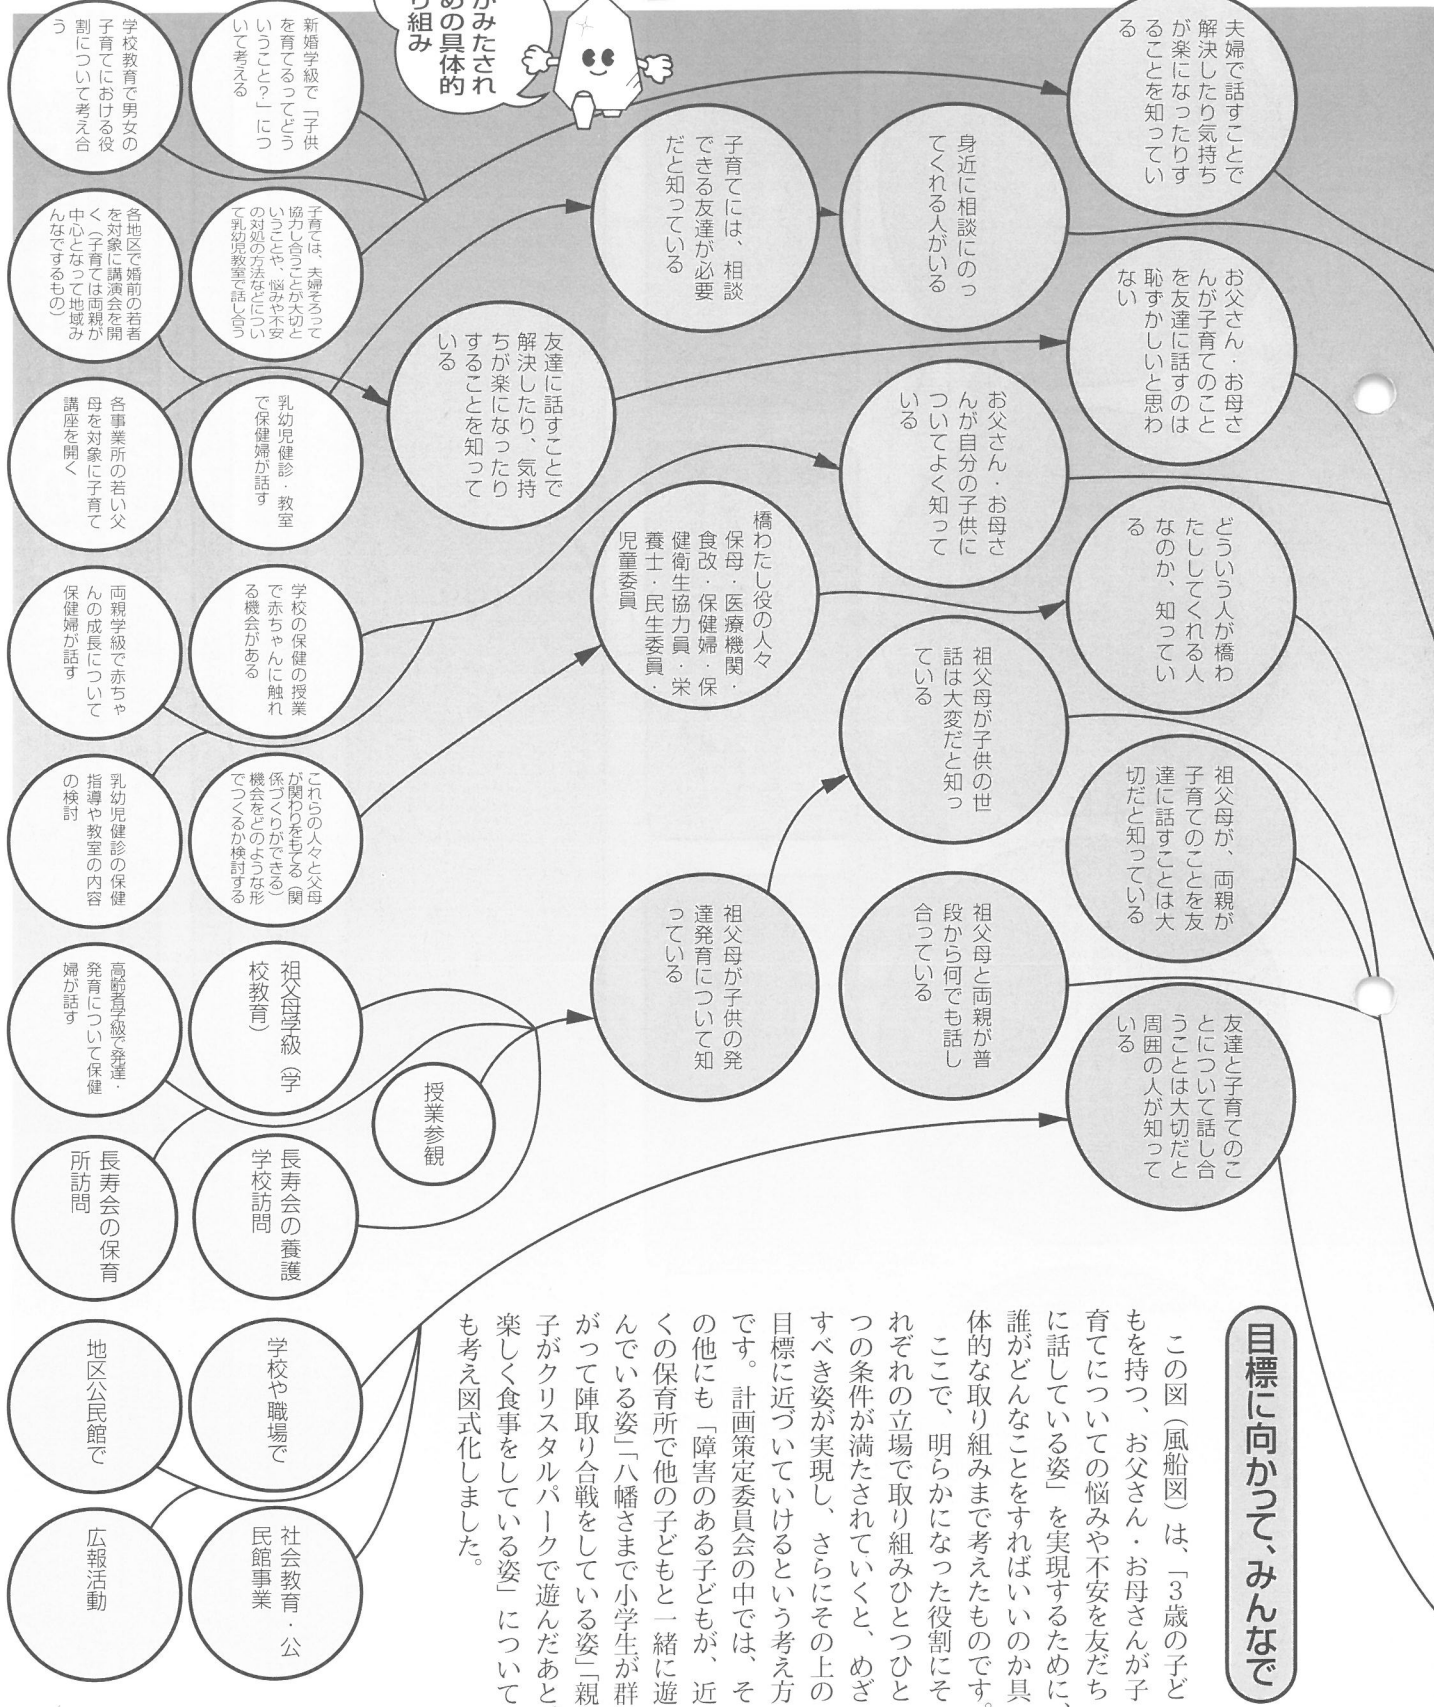 がみたされ
めの具体的
り組み
夫婦で話すことで
解決したり気持ち
が楽になったりす
ることを知ってい
る
お父さん・お母さ
んが子育てのこと
を友達に話すのは
恥ずかしいと思わ
ない
どういう人が橋わ
たししてくれる人
なのか、知ってい
る
祖父母が、両親が
子育てのことを友
達に話すことは大
切だと知っている
友達と子育てのこ
とについて話し合
うことは大切だと
周囲の人が知って
いる
身近に相談にのっ
てくれる人がいる
お父さん・お母さ
んが自分の子供に
ついてよく知って
いる
祖父母が子供の世
話は大変だと知っ
ている
祖父母と両親が普
段から何でも話し
合っている
子育てには、相談
できる友達が必要
だと知っている
橋わたし役の人々
保母・医療機関・
食改・保健婦・保
健衛生協力員・栄
養士・民生委員・
児童委員
祖父母が子供の発
達発育について知
っている
友達に話すことで
解決したり、気持
ちが楽になったり
することを知って
いる
授業参観
新婚学級で「子供
を育てるってどう
いうこと?」につ
いて考える
子育ては、夫婦そろって
協力し合うことが大切と
いうことや、悩みや不安
の対処の方法などについ
て乳幼児教室で話し合う
乳幼児健診・教室
で保健婦が話す
学校の保健の授業
で赤ちゃんに触れ
る機会がある
これらの人々と父母
が関わりをもてる(関
係づくりができる)
機会をどのような形
でつくるか検討する
祖父母学級(学
校教育)
長寿会の養護
学校訪問
学校や職場で
社会教育・公
民館事業
学校教育で男女の
子育てにおける役
割について考え合
う
各地区で婚前の若者
を対象に講演会を開
く(子育ては両親が
中心となって地域み
んなでするもの)
各事業所の若い父
母を対象に子育て
講座を開く
両親学級で赤ちゃ
んの成長について
保健婦が話す
乳幼児健診の保健
指導や教室の内容
の検討
高齢者学級で発達・
発育について保健
婦が話す
長寿会の保育
所訪問
地区公民館で
広報活動
目標に向かって、みんなで
この図(風船図)は、「3歳の子ど
もを持つ、お父さん・お母さんが子
育てについての悩みや不安を友だち
に話している姿」を実現するために、
誰がどんなことをすればいいのか具
体的な取り組みまで考えたものです。
ここで、明らかになった役割にそ
れぞれの立場で取り組みひとつひと
つの条件が満たされていくと、めざ
すべき姿が実現し、さらにその上の
目標に近づいていけるという考え方
です。計画策定委員会の中では、そ
の他にも「障害のある子どもが、近
くの保育所で他の子どもと一緒に遊
んでいる姿」「八幡さまで小学生が群
がって陣取り合戦をしている姿」「親
子がクリスタルパークで遊んだあと
楽しく食事をしている姿」について
も考え図式化しました。